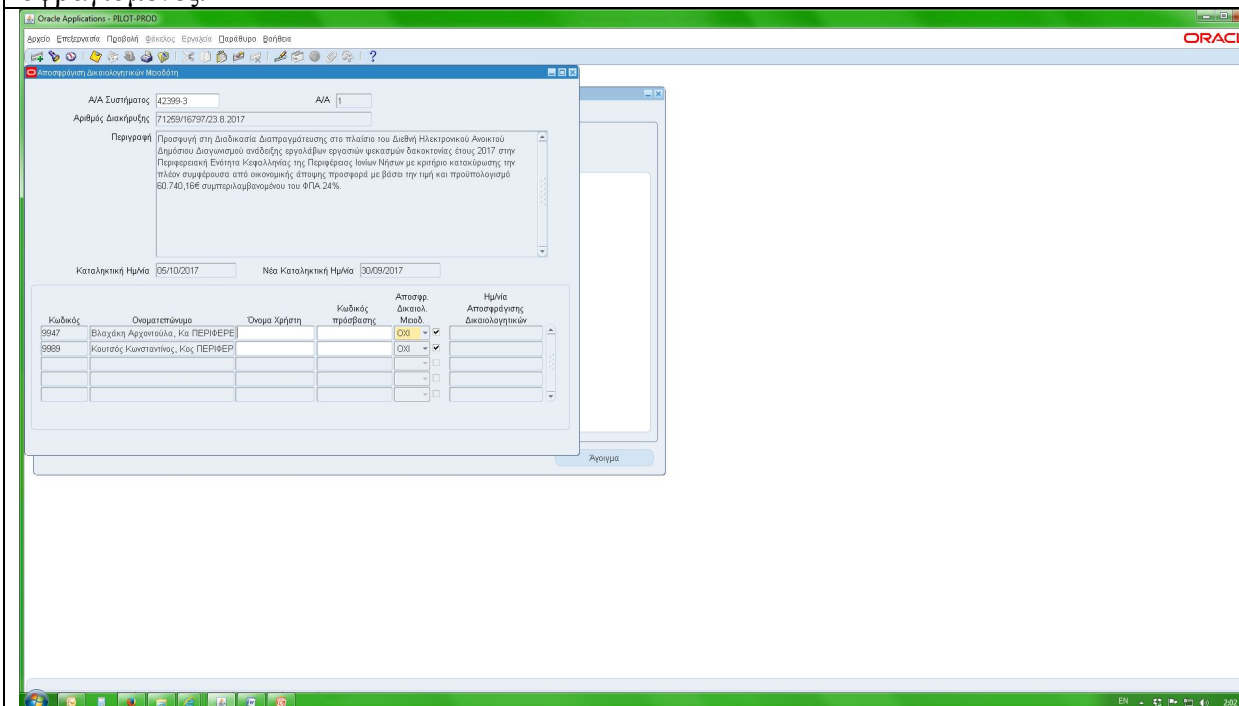 Oracle Applications - PILOT-PROD
Αρχείο Επεξεργασία Προβολή Φάκελος Εργαλεία Παράθυρο Βοήθεια
ORACL
Αποσφράγιση Δικαιολογητικών Μειοδότη
Α/Α Συστήματος 42399-3 Α/Α 1
Αριθμός Διακήρυξης 71259/16797/23.8.2017
Περιγραφή Προσφυγή στη Διαδικασία Διαπραγμάτευσης στο πλαίσιο του Διεθνή Ηλεκτρονικού Ανοικτού
Δημόσιου Διαγωνισμού ανάδειξης εργολάβων εργασιών ψεκασμών δακοκτονίας έτους 2017 στην
Περιφερειακή Ενότητα Κεφαλληνίας της Περιφέρειας Ιονίων Νήσων με κριτήριο κατακύρωσης την
πλέον συμφέρουσα από οικονομικής άποψης προσφορά με βάσει την τιμή και προϋπολογισμό
60.740,16€ συμπεριλαμβανομένου του ΦΠΑ 24%.
Καταληκτική Ημ/νία 05/10/2017 Νέα Καταληκτική Ημ/νία 30/09/2017
Κωδικός Ονοματεπώνυμο Όνομα Χρήστη Κωδικός πρόσβασης Αποσφρ. Δικαιολ. Μειοδ. Ημ/νία Αποσφράγισης Δικαιολογητικών
9947 Βλαχάκη Αρχοντούλα, Κα ΠΕΡΙΦΕΡΕ ΟΧΙ
9989 Κουτσός Κωνσταντίνος, Κος ΠΕΡΙΦΕΡ ΟΧΙ
Άνοιγμα
EN 2:02